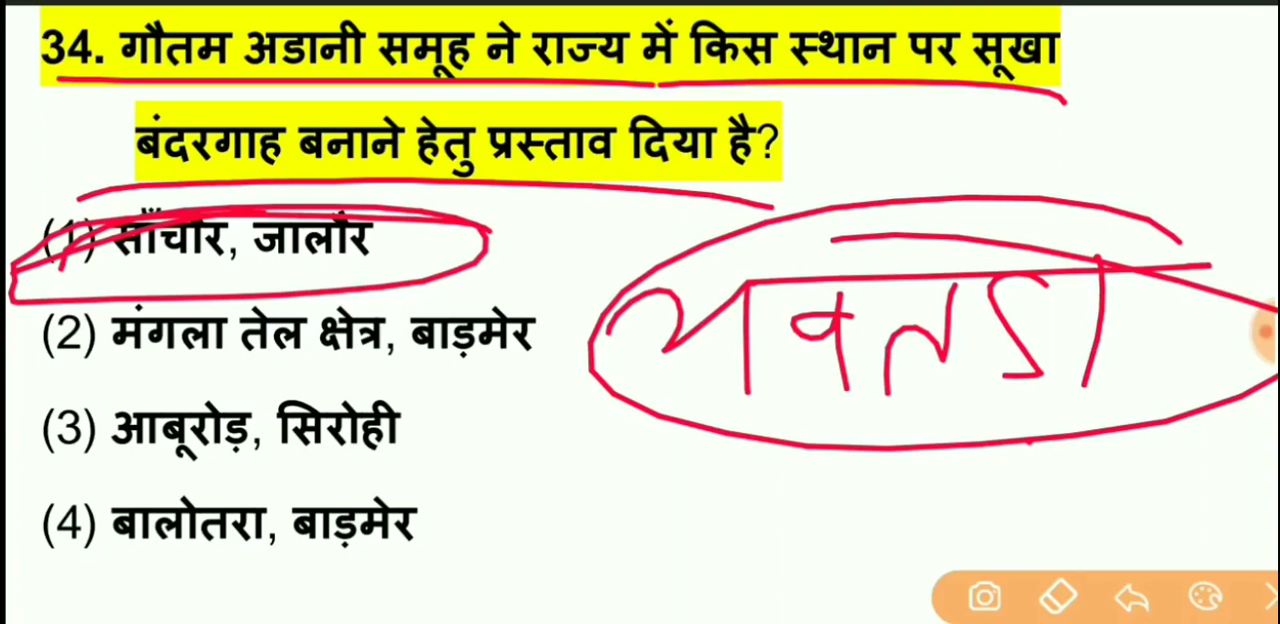 34. गौतम अडानी समूह ने राज्य में किस स्थान पर सूखा
बंदरगाह बनाने हेतु प्रस्ताव दिया है?
(1) साँचौर, जालौर
(2) मंगला तेल क्षेत्र, बाड़मेर
(3) आबूरोड़, सिरोही
(4) बालोतरा, बाड़मेर